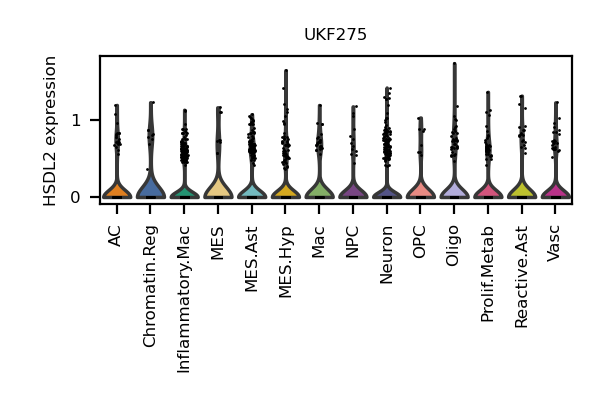 UKF275
HSDL2 expression
1
0
AC
Chromatin.Reg
Inflammatory.Mac
MES
MES.Ast
MES.Hyp
Mac
NPC
Neuron
OPC
Oligo
Prolif.Metab
Reactive.Ast
Vasc